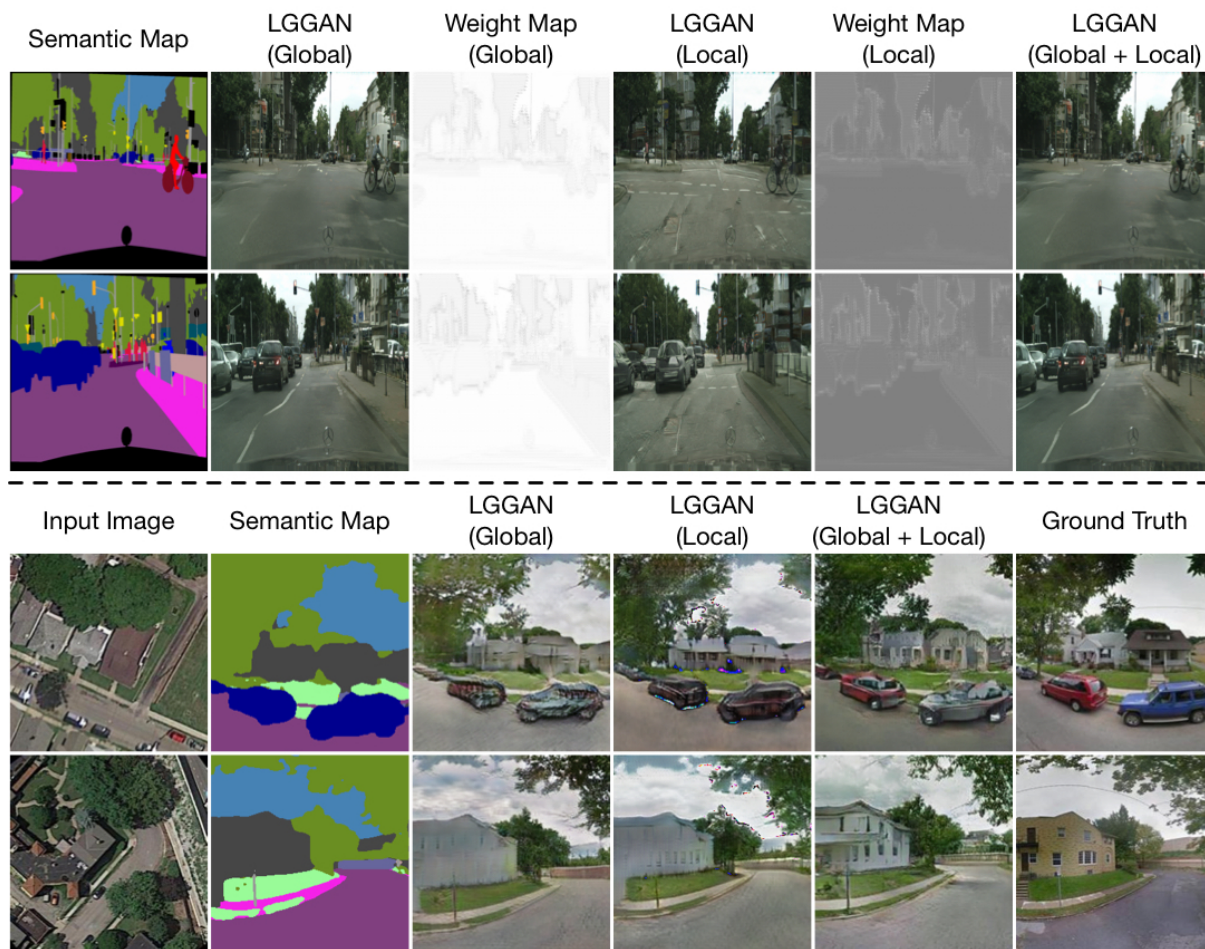 Semantic Map
LGGAN
(Global)
Weight Map
(Global)
LGGAN
(Local)
Weight Map
(Local)
LGGAN
(Global + Local)
Input Image
Semantic Map
LGGAN
(Global)
LGGAN
(Local)
LGGAN
(Global + Local)
Ground Truth